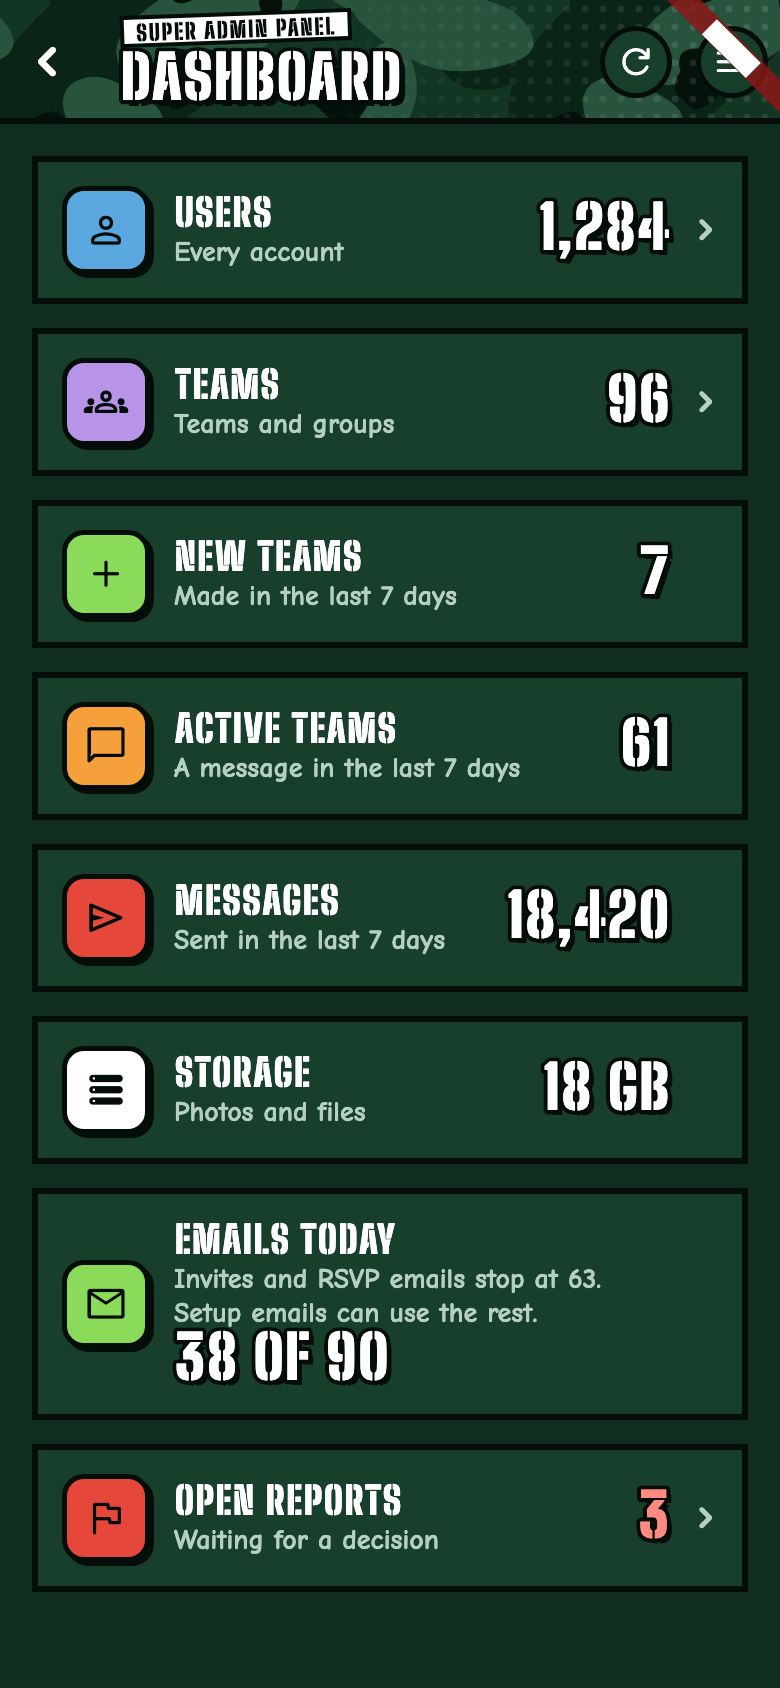 SUPER ADMIN PANEL
DASHBOARD
USERS
Every account
1,284
TEAMS
Teams and groups
96
NEW TEAMS
Made in the last 7 days
7
ACTIVE TEAMS
A message in the last 7 days
61
MESSAGES
Sent in the last 7 days
18,420
STORAGE
Photos and files
18 GB
EMAILS TODAY
Invites and RSVP emails stop at 63.
Setup emails can use the rest.
38 OF 90
OPEN REPORTS
Waiting for a decision
3